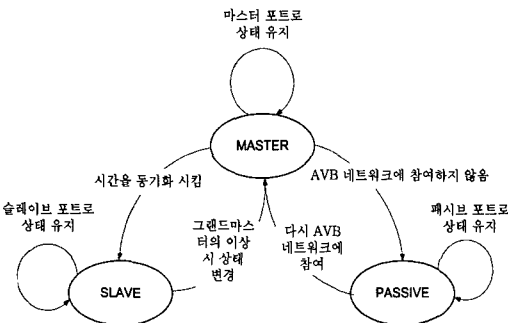 마스터 포트로
상태 유지
MASTER
시간을 동기화 시킴
AVB 네트워크에 참여하지 않음
슬레이브 포트로
상태 유지
그랜드마스
터의 이상
시 상태
변경
다시 AVB
네트워크에
참여
패시브 포트로
상태 유지
SLAVE
PASSIVE